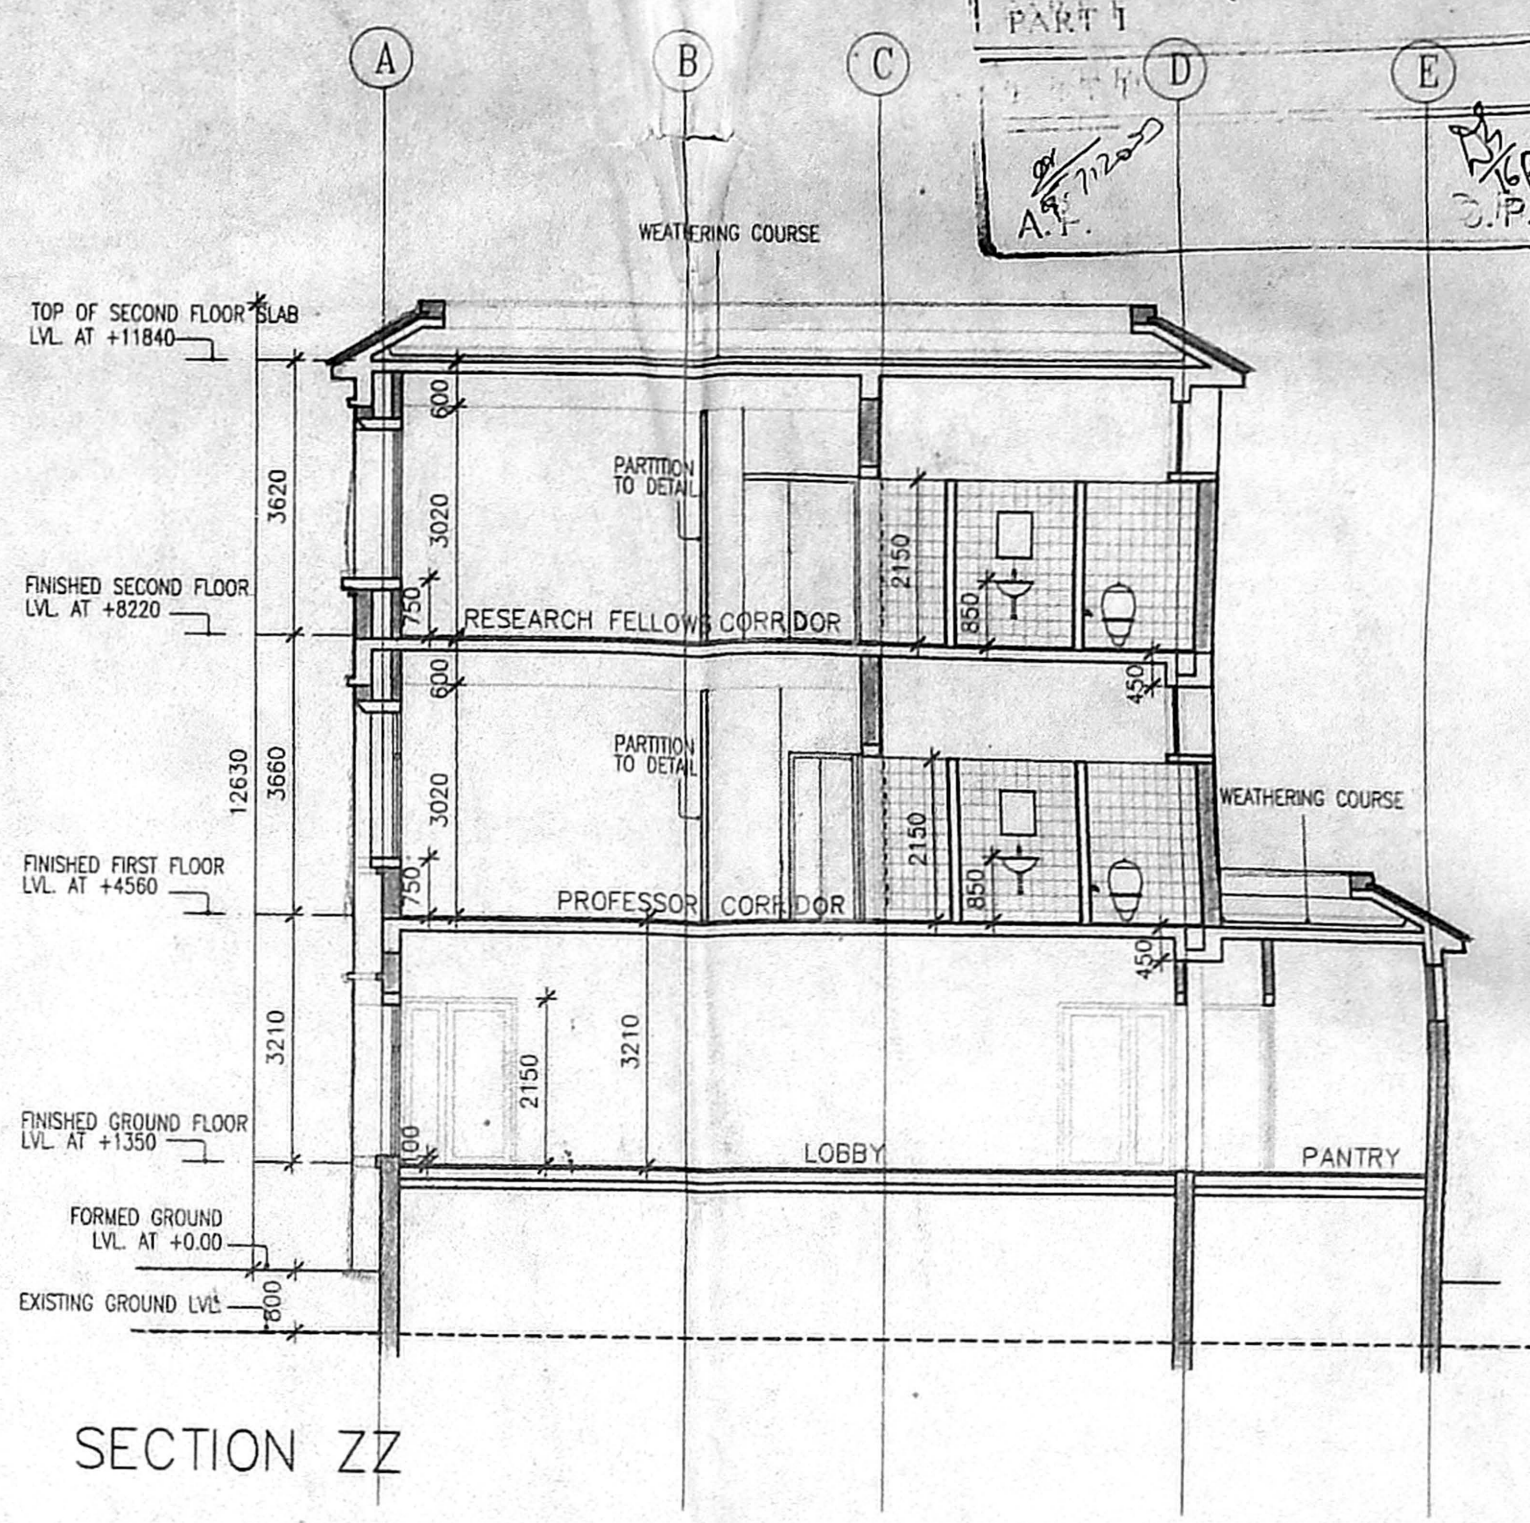 PART I
A
B
C
D
E
WEATHERING COURSE
A.F.
TOP OF SECOND FLOOR SLAB
LVL. AT +11840
600
3620
PARTITION
TO DETAIL
3020
2150
FINISHED SECOND FLOOR
LVL. AT +8220
750
850
RESEARCH FELLOWS CORRIDOR
600
450
PARTITION
TO DETAIL
12630
3660
3020
2150
WEATHERING COURSE
FINISHED FIRST FLOOR
LVL. AT +4560
750
850
PROFESSOR CORRIDOR
450
3210
3210
2150
FINISHED GROUND FLOOR
LVL. AT +1350
100
LOBBY
PANTRY
FORMED GROUND
LVL. AT +0.00
EXISTING GROUND LVL.
800
SECTION ZZ